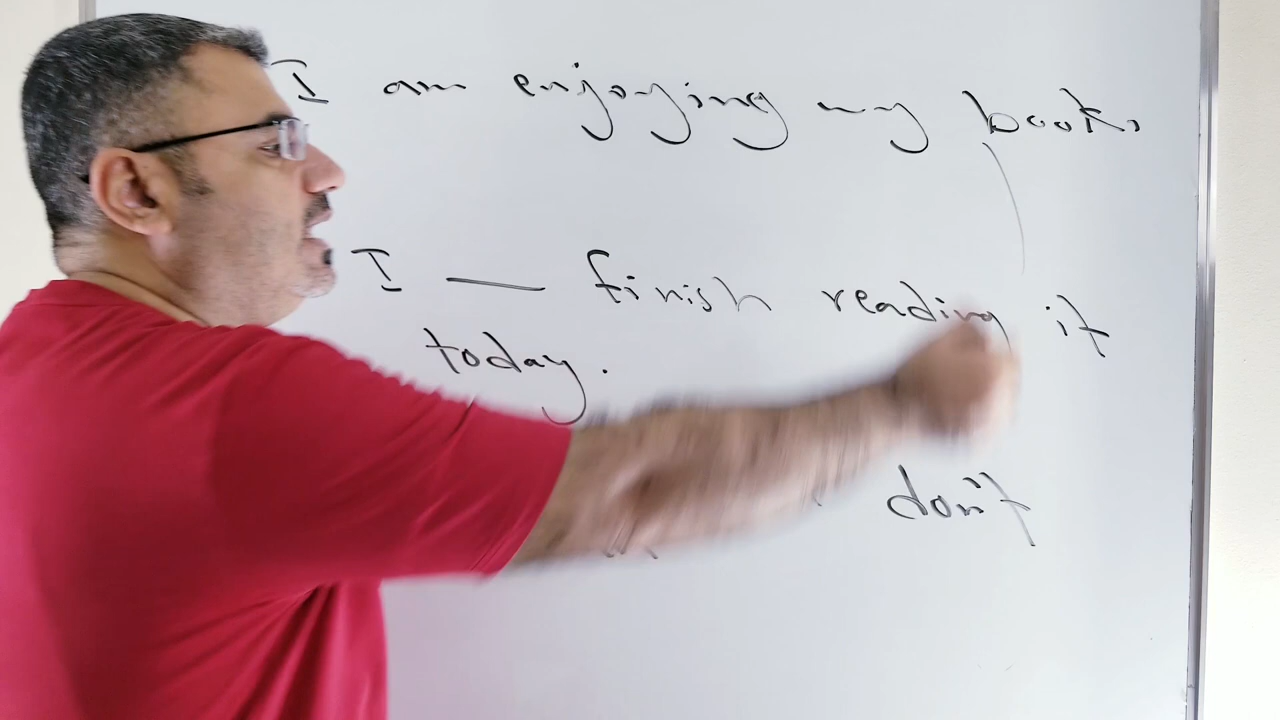 I am enjoying my book.
I — finish reading it
today.
don't